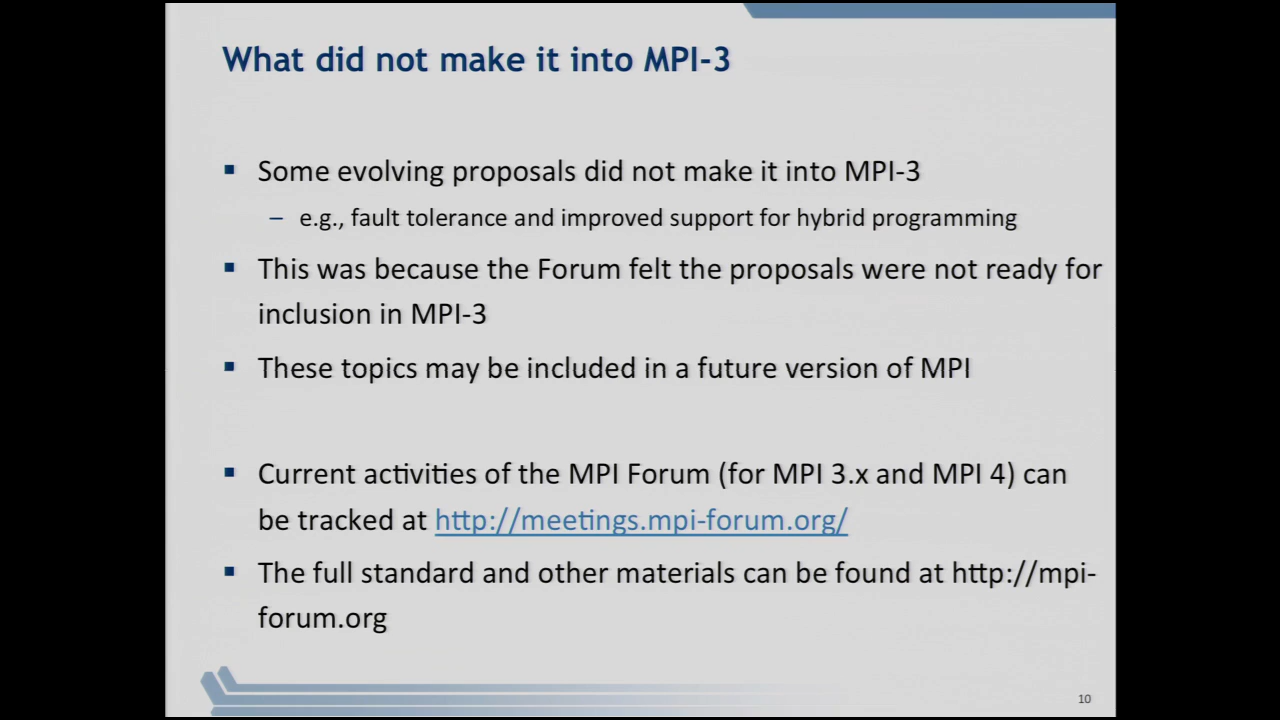 What did not make it into MPI-3
▪ Some evolving proposals did not make it into MPI-3
– e.g., fault tolerance and improved support for hybrid programming
▪ This was because the Forum felt the proposals were not ready for
inclusion in MPI-3
▪ These topics may be included in a future version of MPI
▪ Current activities of the MPI Forum (for MPI 3.x and MPI 4) can
be tracked at http://meetings.mpi-forum.org/
▪ The full standard and other materials can be found at http://mpi-
forum.org
10